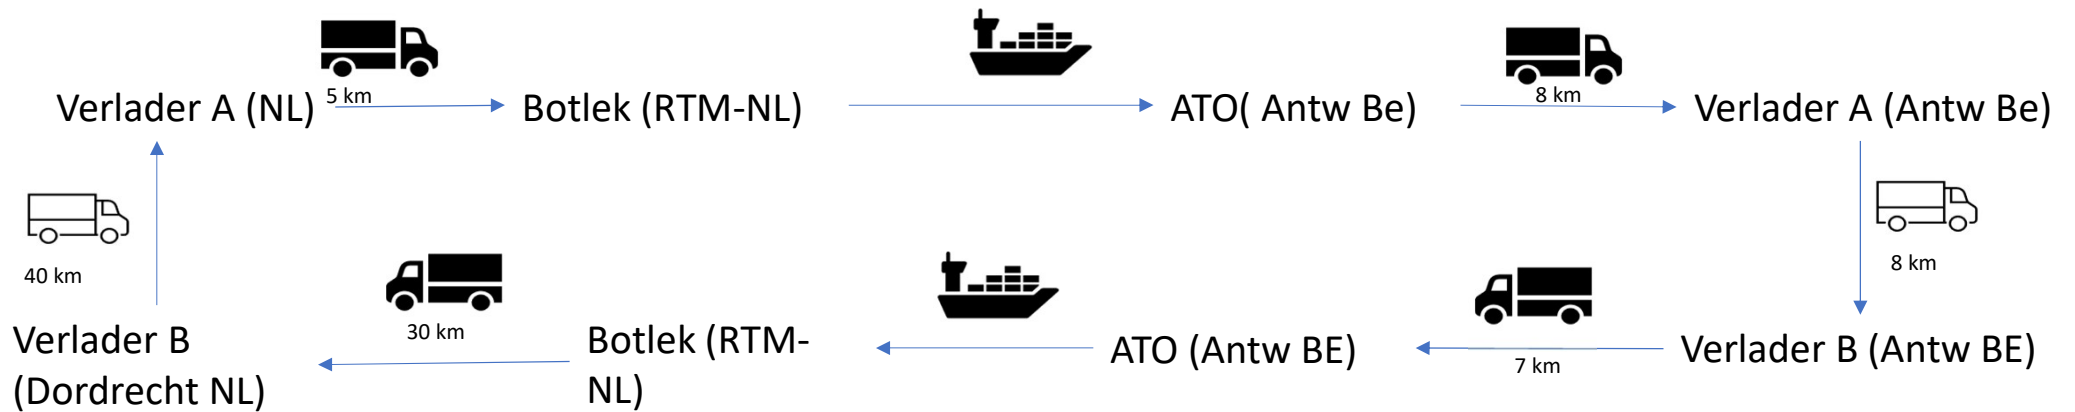 5 km
8 km
Verlader A (NL)
Botlek (RTM-NL)
ATO( Antw Be)
Verlader A (Antw Be)
40 km
8 km
30 km
7 km
Verlader B
(Dordrecht NL)
Botlek (RTM-
NL)
ATO (Antw BE)
Verlader B (Antw BE)